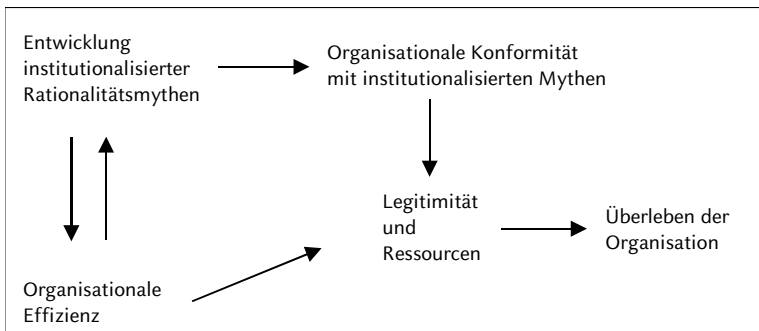 Entwicklung
institutionalisierter
Rationalitätsmythen
Organisationale Konformität
mit institutionalisierten Mythen
Legitimität
und
Ressourcen
Überleben der
Organisation
Organisationale
Effizienz